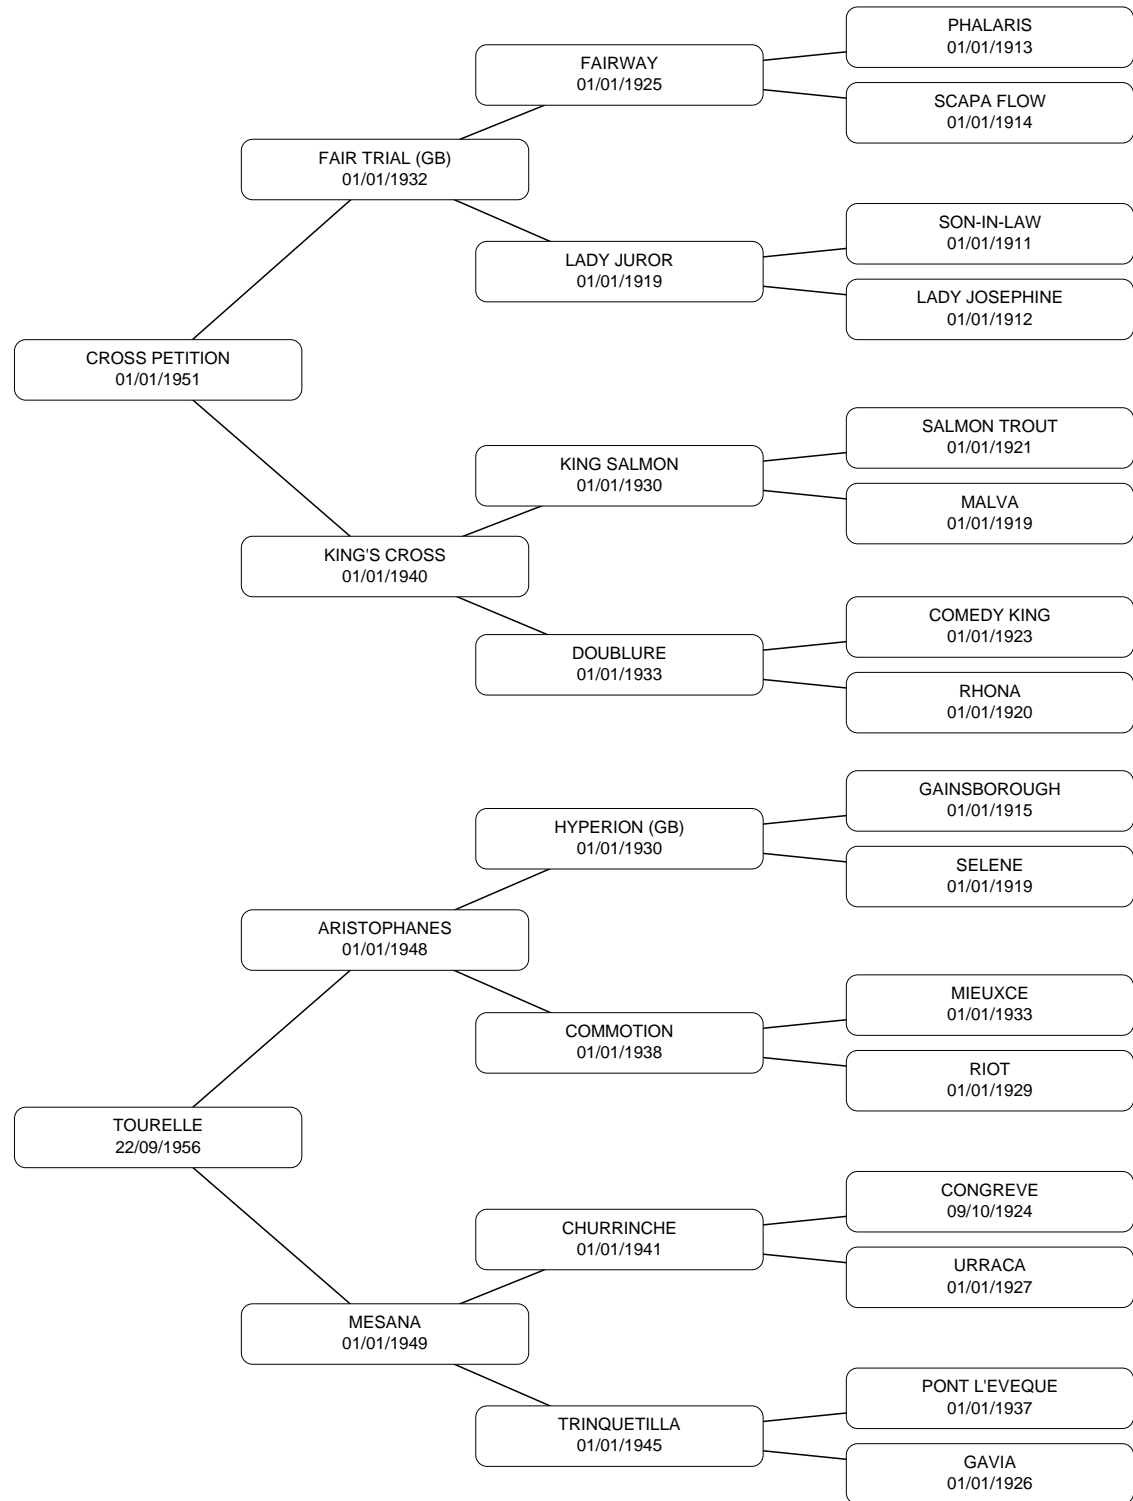 PHALARIS
01/01/1913
FAIRWAY
01/01/1925
SCAPA FLOW
01/01/1914
FAIR TRIAL (GB)
01/01/1932
SON-IN-LAW
01/01/1911
LADY JUROR
01/01/1919
LADY JOSEPHINE
01/01/1912
CROSS PETITION
01/01/1951
SALMON TROUT
01/01/1921
KING SALMON
01/01/1930
MALVA
01/01/1919
KING'S CROSS
01/01/1940
COMEDY KING
01/01/1923
DOUBLURE
01/01/1933
RHONA
01/01/1920
GAINSBOROUGH
01/01/1915
HYPERION (GB)
01/01/1930
SELENE
01/01/1919
ARISTOPHANES
01/01/1948
MIEUXCE
01/01/1933
COMMOTION
01/01/1938
RIOT
01/01/1929
TOURELLE
22/09/1956
CONGREVE
09/10/1924
CHURRINCHE
01/01/1941
URRACA
01/01/1927
MESANA
01/01/1949
PONT L'EVEQUE
01/01/1937
TRINQUETILLA
01/01/1945
GAVIA
01/01/1926